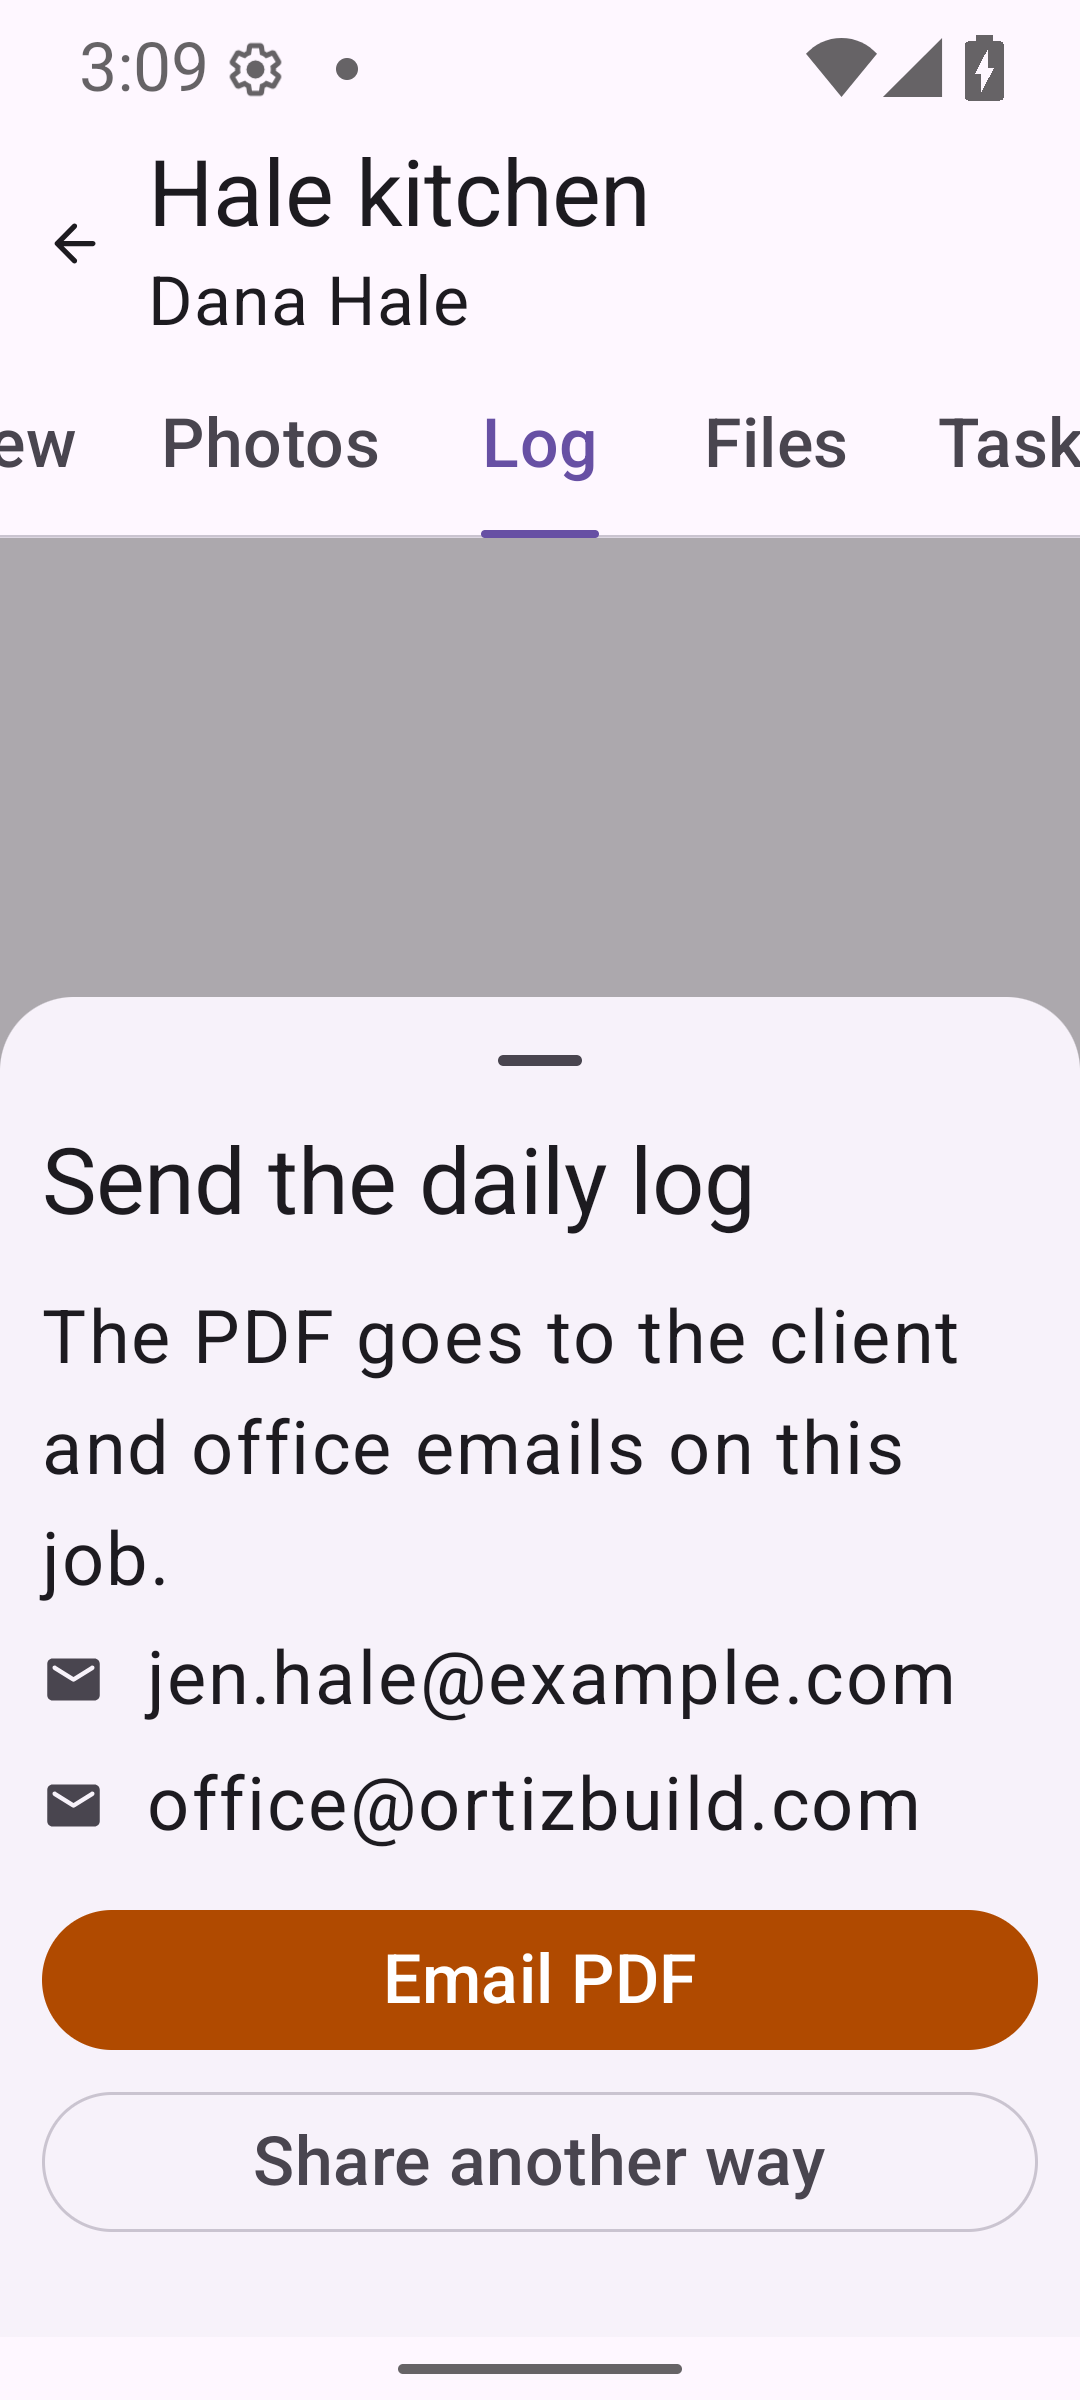 3:09
Hale kitchen
Dana Hale
ew Photos Log Files Task
Send the daily log
The PDF goes to the client
and office emails on this
job.
jen.hale@example.com
office@ortizbuild.com
Email PDF
Share another way